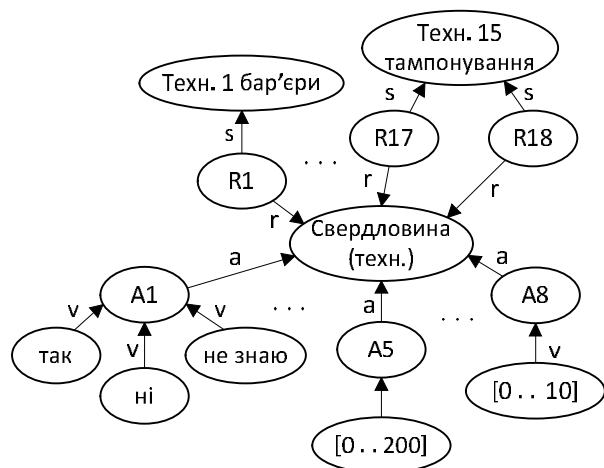 Техн. 15
тампонування
Техн. 1 бар’єри
s
s
s
R17
R18
. . .
R1
r
r
r
Свердловина
(техн.)
a
a
A1
A8
v
v
. . .
a
. . .
v
так
не знаю
A5
v
ні
[0 . . 10]
[0 . . 200]